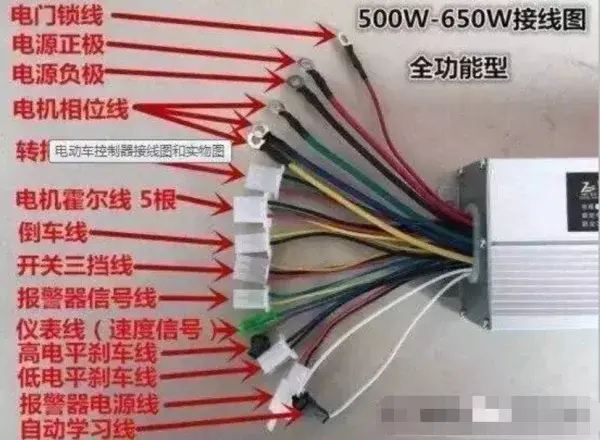 电门锁线
500W-650W接线图
电源正极
全功能型
电源负极
电机相位线
转
电动车控制器接线图和实物图
电机霍尔线 5根
倒车线
开关三挡线
报警器信号线
仪表线(速度信号)
高电平刹车线
低电平刹车线
报警器电源线
自动学习线